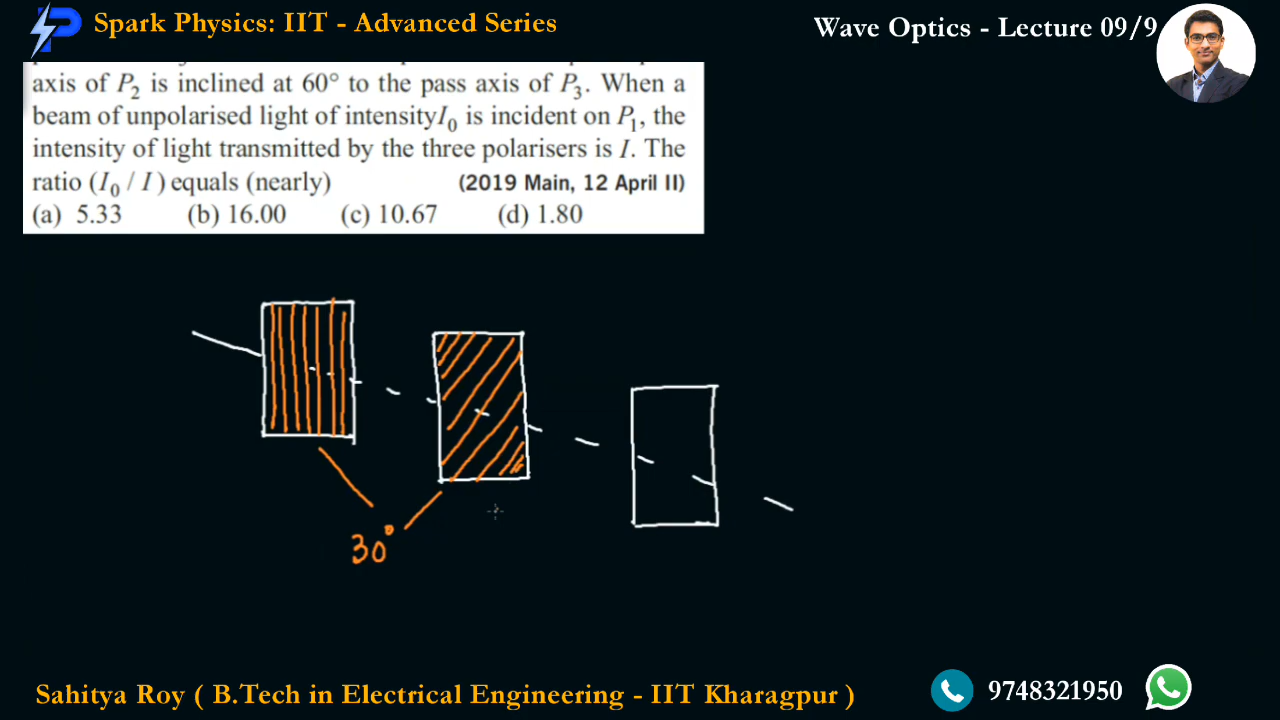 Spark Physics: IIT - Advanced Series
Wave Optics - Lecture 09/9
axis of P₂ is inclined at 60° to the pass axis of P₃. When a
beam of unpolarised light of intensity I₀ is incident on P₁, the
intensity of light transmitted by the three polarisers is I. The
ratio (I₀ / I) equals (nearly) (2019 Main, 12 April II)
(a) 5.33 (b) 16.00 (c) 10.67 (d) 1.80
30°
Sahitya Roy ( B.Tech in Electrical Engineering - IIT Kharagpur )
9748321950